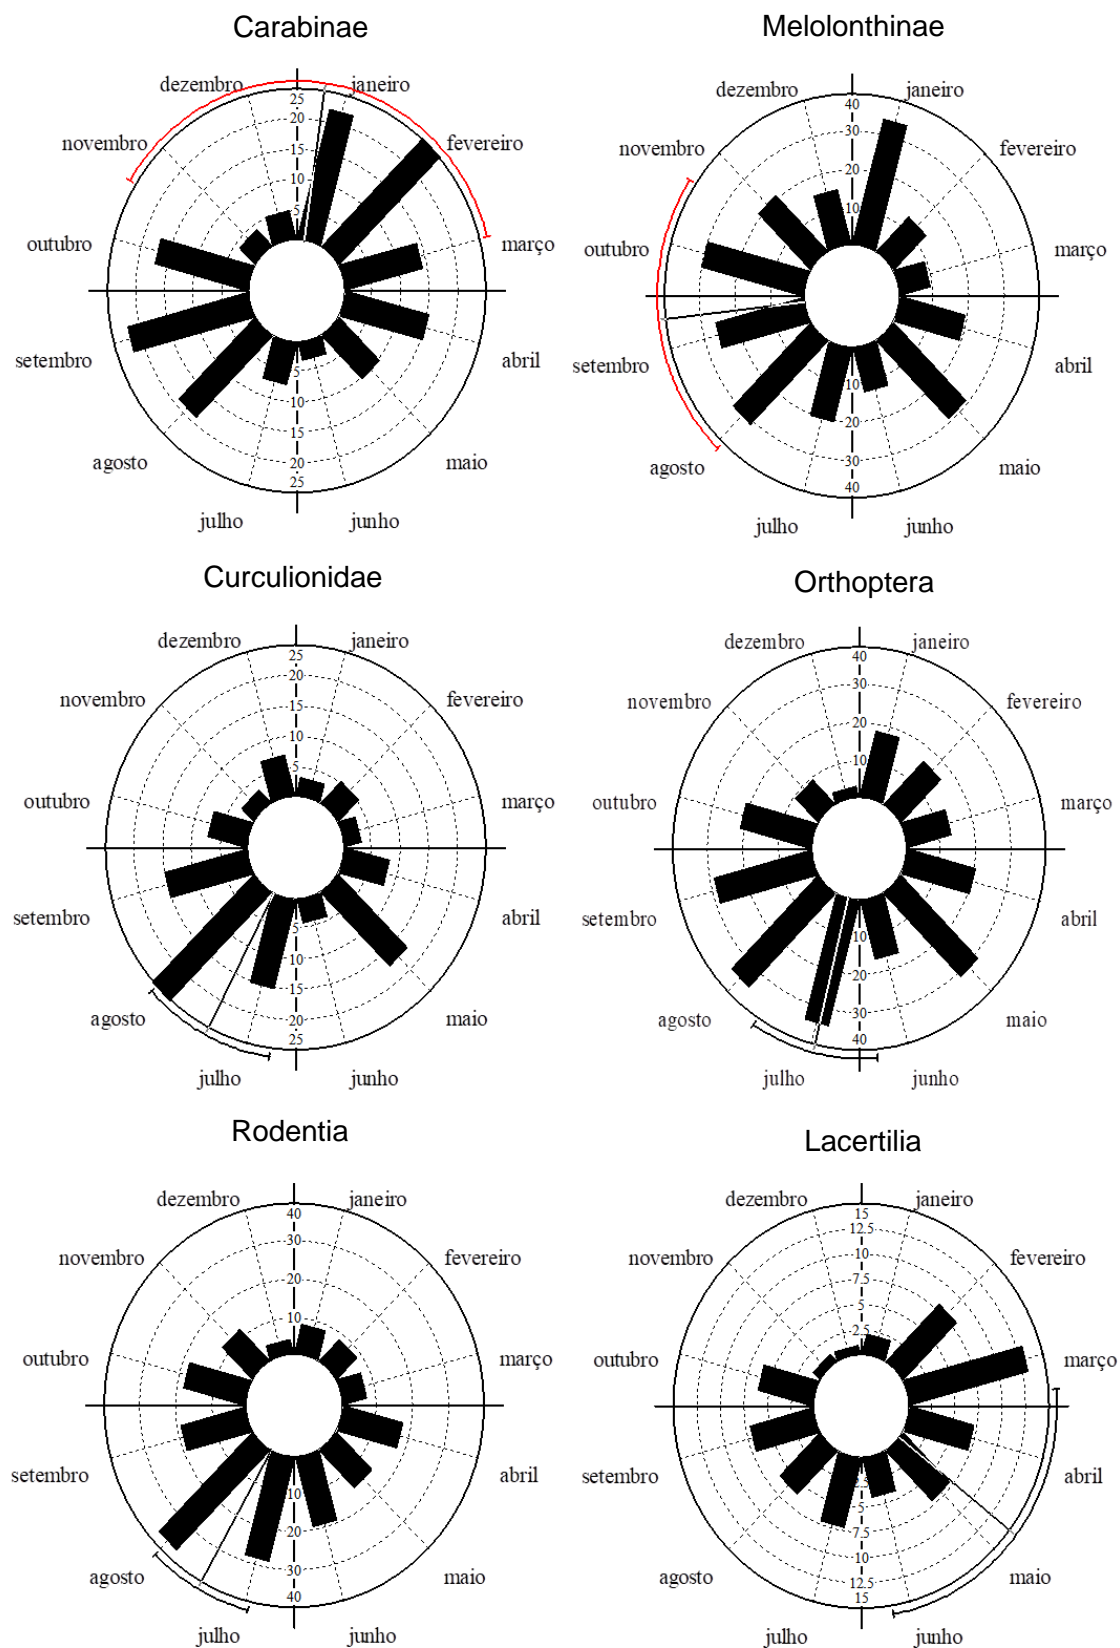 Carabinae
dezembro
janeiro
novembro
fevereiro
outubro
março
setembro
abril
agosto
maio
julho
junho
25
20
15
10
5
5
10
15
20
25
Melolonthinae
dezembro
janeiro
novembro
fevereiro
outubro
março
setembro
abril
agosto
maio
julho
junho
40
30
20
10
10
20
30
40
Curculionidae
dezembro
janeiro
novembro
fevereiro
outubro
março
setembro
abril
agosto
maio
julho
junho
25
20
15
10
5
5
10
15
20
25
Orthoptera
dezembro
janeiro
novembro
fevereiro
outubro
março
setembro
abril
agosto
maio
julho
junho
40
30
20
10
10
20
30
40
Rodentia
dezembro
janeiro
novembro
fevereiro
outubro
março
setembro
abril
agosto
maio
julho
junho
40
30
20
10
10
20
30
40
Lacertilia
dezembro
janeiro
novembro
fevereiro
outubro
março
setembro
abril
agosto
maio
julho
junho
15
12.5
10
7.5
5
2.5
5
7.5
10
12.5
15